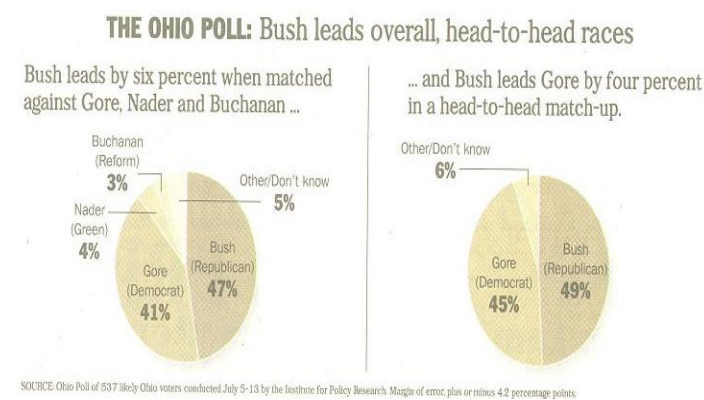 THE OHIO POLL: Bush leads overall, head-to-head races
Bush leads by six percent when matched
against Gore, Nader and Buchanan ...
Buchanan
(Reform)
3%
Other/Don't know
5%
Nader
(Green)
4%
Gore
(Democrat)
41%
Bush
(Republican)
47%
... and Bush leads Gore by four percent
in a head-to-head match-up.
Other/Don't know
6%
Gore
(Democrat)
45%
Bush
(Republican)
49%
SOURCE: Ohio Poll of 537 likely Ohio voters conducted July 5-13 by the Institute for Policy Research. Margin of error, plus or minus 4.2 percentage points.